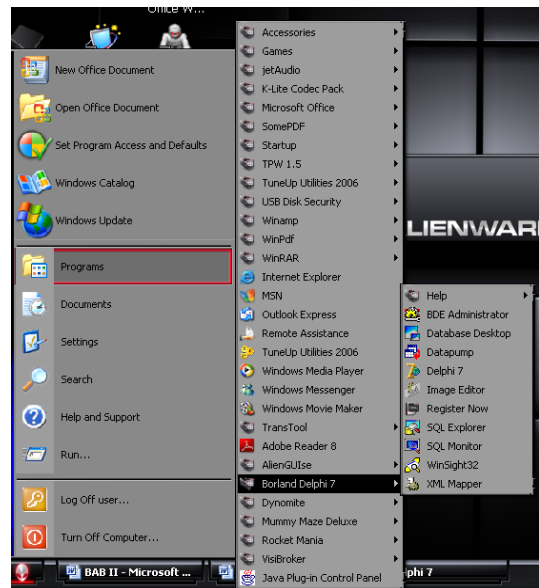 Office W...
New Office Document
Open Office Document
Set Program Access and Defaults
Windows Catalog
Windows Update
Programs
Documents
Settings
Search
Help and Support
Run...
Log Off user...
Turn Off Computer...
Accessories
Games
jetAudio
K-Lite Codec Pack
Microsoft Office
SomePDF
Startup
TPW 1.5
TuneUp Utilities 2006
USB Disk Security
Winamp
WinPdf
WinRAR
Internet Explorer
MSN
Outlook Express
Remote Assistance
TuneUp Utilities 2006
Windows Media Player
Windows Messenger
Windows Movie Maker
TransTool
Adobe Reader 8
AlienGUIse
Borland Delphi 7
Dynomite
Mummy Maze Deluxe
Rocket Mania
VisiBroker
Java Plug-in Control Panel
Help
BDE Administrator
Database Desktop
Datapump
Delphi 7
Image Editor
Register Now
SQL Explorer
SQL Monitor
WinSight32
XML Mapper
LIENWAR
BAB II - Microsoft ...
phi 7